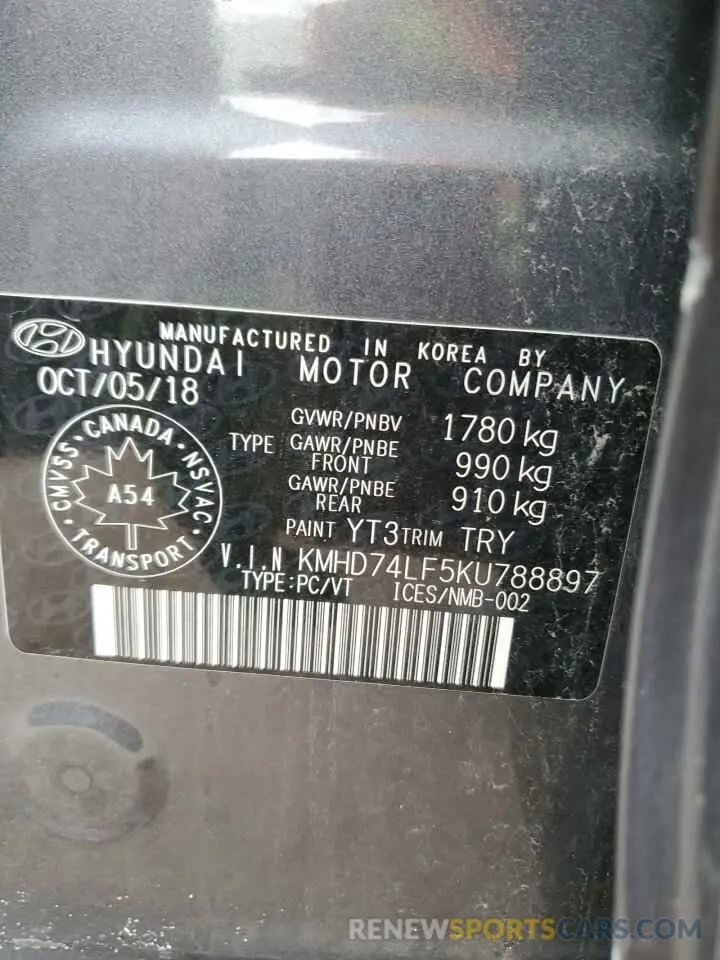 MANUFACTURED IN KOREA BY
HYUNDAI MOTOR COMPANY
OCT/05/18
GVWR/PNBV 1780 kg
TYPE GAWR/PNBE FRONT 990 kg
GAWR/PNBE REAR 910 kg
PAINT YT3 TRIM TRY
CANADA · NSVAC · TRANSPORT · CMVSS
A54
V.I.N KMHD74LF5KU788897
TYPE:PC/VT ICES/NMB-002
RENEWSPORTSCARS.COM